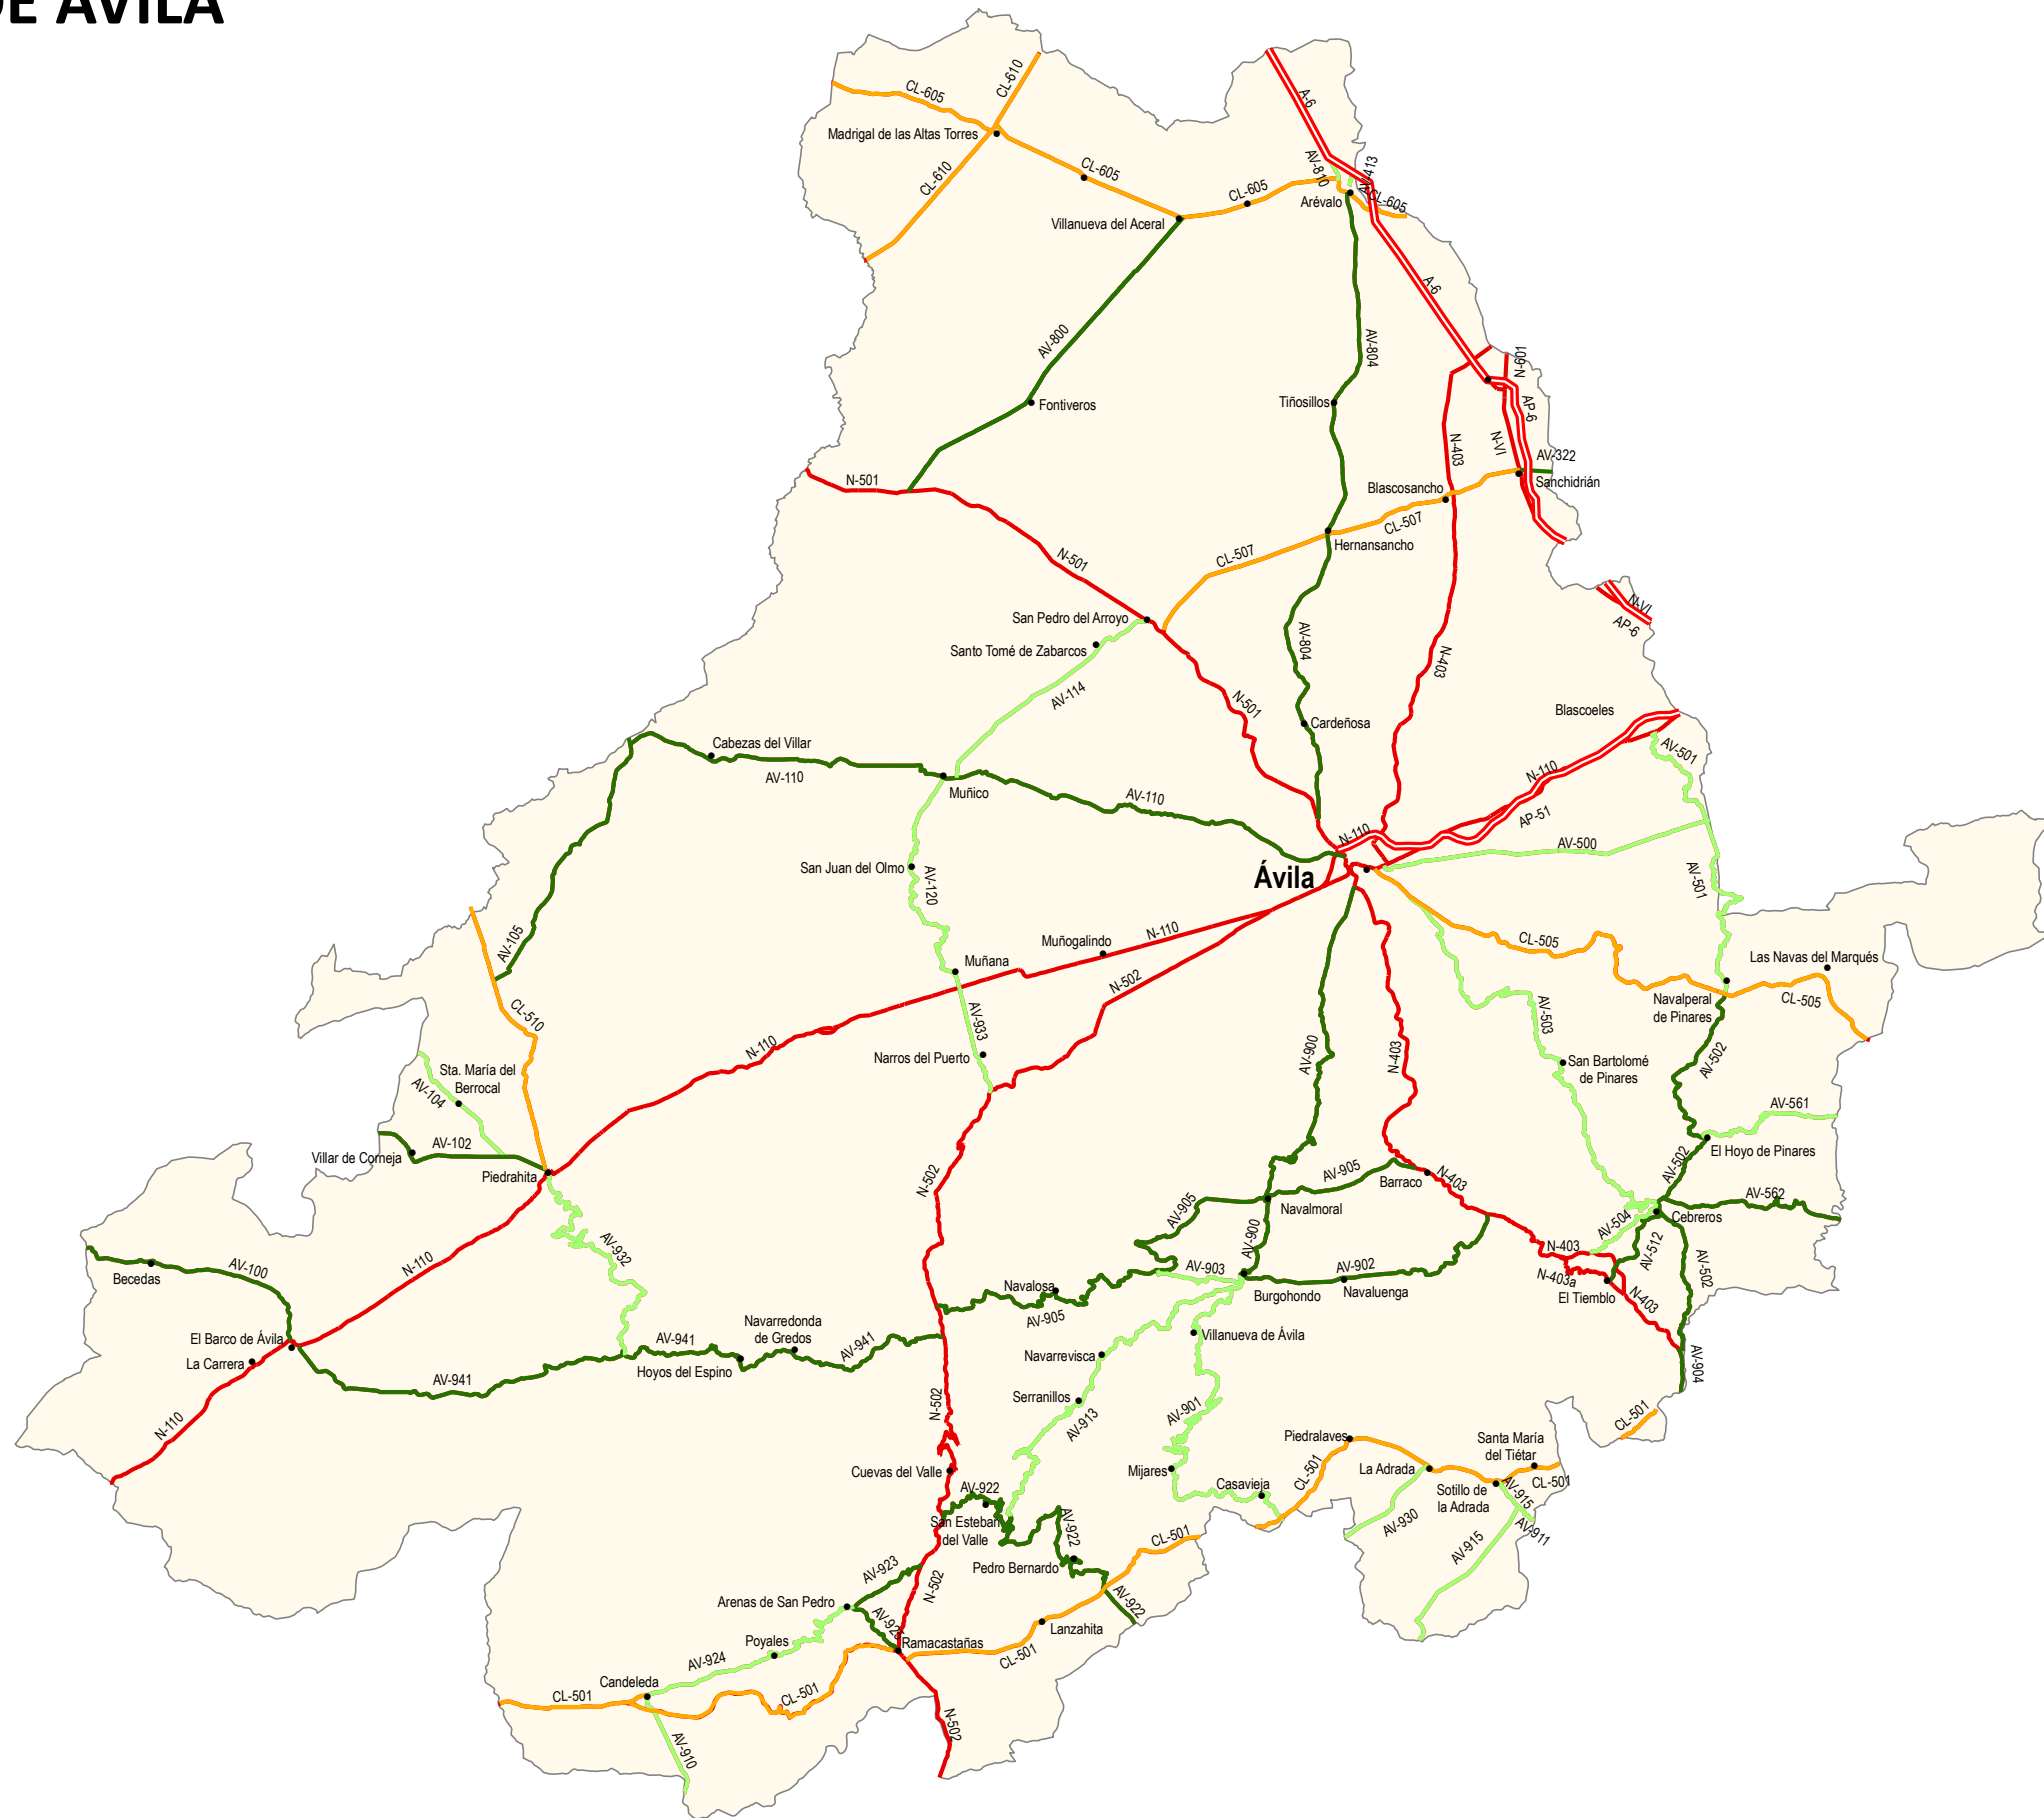 DE ÁVILA
CL-610
CL-605
A-6
Madrigal de las Altas Torres
CL-605
AV-810
CL-610
CL-605
Arévalo
CL-605
Villanueva del Aceral
A-6
AV-800
AV-804
N-601
Tiñosillos
Fontiveros
AP-6
N-VI
N-403
AV-322
N-501
Blascosancho
Sanchidrián
CL-507
Hernansancho
CL-507
N-501
N-VI
San Pedro del Arroyo
AP-6
Santo Tomé de Zabarcos
AV-804
N-403
AV-114
N-501
Blascoeles
Cardeñosa
Cabezas del Villar
AV-501
AV-110
N-110
Muñico
AV-110
AP-51
N-110
AV-500
San Juan del Olmo
AV-120
Ávila
AV-501
AV-105
Muñogalindo
N-110
CL-505
Muñana
Las Navas del Marqués
N-502
CL-505
Navalperal
de Pinares
CL-510
AV-933
AV-503
N-110
Narros del Puerto
AV-900
N-403
San Bartolomé
de Pinares
AV-502
Sta. María del
Berrocal
AV-104
AV-561
AV-102
Villar de Corneja
El Hoyo de Pinares
Piedrahita
N-502
AV-905
Barraco
N-403
AV-502
AV-562
AV-905
Navalmoral
Cebreros
AV-504
AV-932
AV-900
N-403
AV-512
AV-502
N-110
AV-100
Becedas
AV-903
AV-902
N-403a
Navalosa
Burgohondo
Navaluenga
El Tiemblo
N-403
AV-905
Navarredonda
de Gredos
El Barco de Ávila
AV-941
AV-941
Villanueva de Ávila
La Carrera
Hoyos del Espino
Navarrevisca
AV-904
AV-941
N-502
Serranillos
AV-913
AV-901
CL-501
N-110
Piedralaves
Santa María
del Tiétar
Cuevas del Valle
Mijares
CL-501
La Adrada
CL-501
Casavieja
Sotillo de
la Adrada
AV-915
AV-922
San Esteban
del Valle
AV-922
AV-930
AV-911
CL-501
AV-915
Pedro Bernardo
AV-923
N-502
AV-922
Arenas de San Pedro
AV-925
Lanzahita
Poyales
Ramacastañas
CL-501
AV-924
Candeleda
CL-501
CL-501
N-502
AV-910